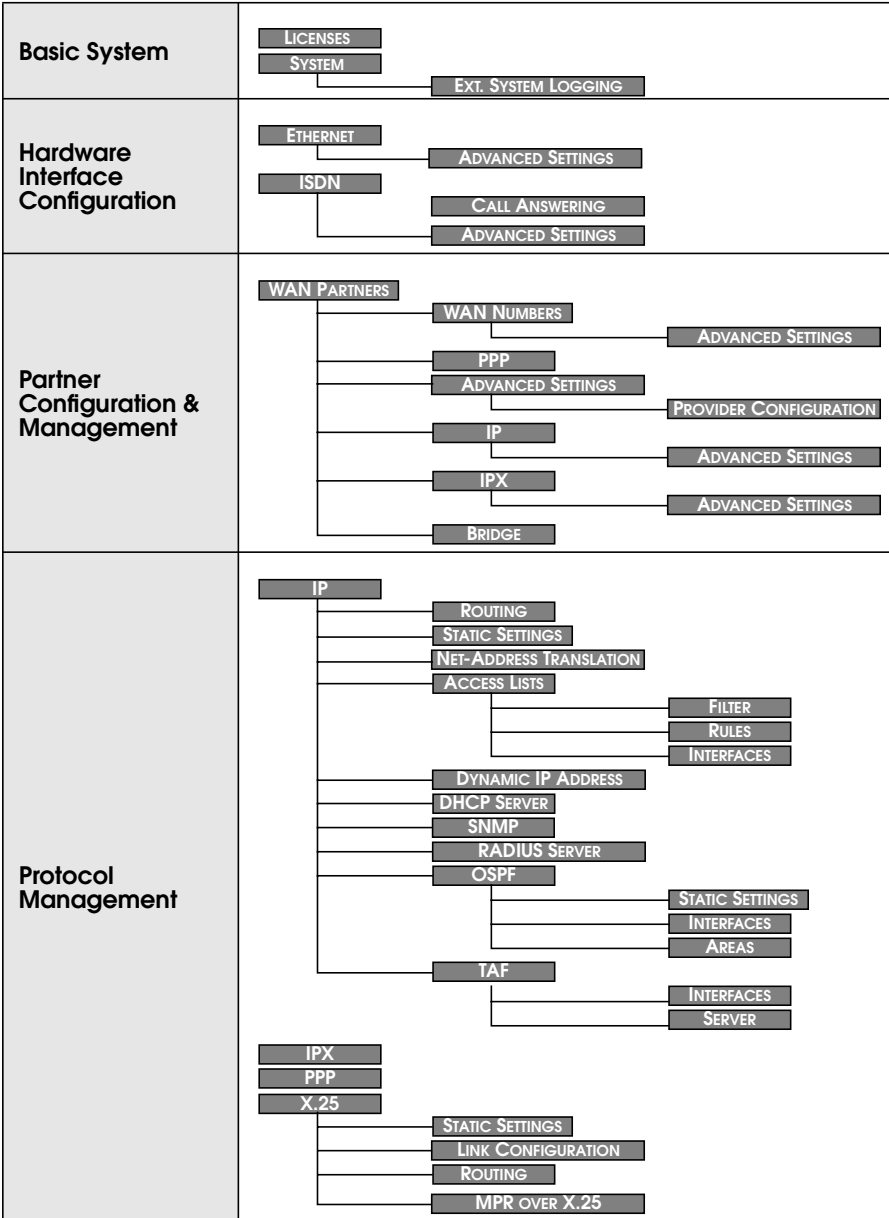 Basic System
LICENSES
SYSTEM
EXT. SYSTEM LOGGING
Hardware
Interface
Configuration
ETHERNET
ADVANCED SETTINGS
ISDN
CALL ANSWERING
ADVANCED SETTINGS
Partner
Configuration &
Management
WAN PARTNERS
WAN NUMBERS
ADVANCED SETTINGS
PPP
ADVANCED SETTINGS
PROVIDER CONFIGURATION
IP
ADVANCED SETTINGS
IPX
ADVANCED SETTINGS
BRIDGE
Protocol
Management
IP
ROUTING
STATIC SETTINGS
NET-ADDRESS TRANSLATION
ACCESS LISTS
FILTER
RULES
INTERFACES
DYNAMIC IP ADDRESS
DHCP SERVER
SNMP
RADIUS SERVER
OSPF
STATIC SETTINGS
INTERFACES
AREAS
TAF
INTERFACES
SERVER
IPX
PPP
X.25
STATIC SETTINGS
LINK CONFIGURATION
ROUTING
MPR OVER X.25